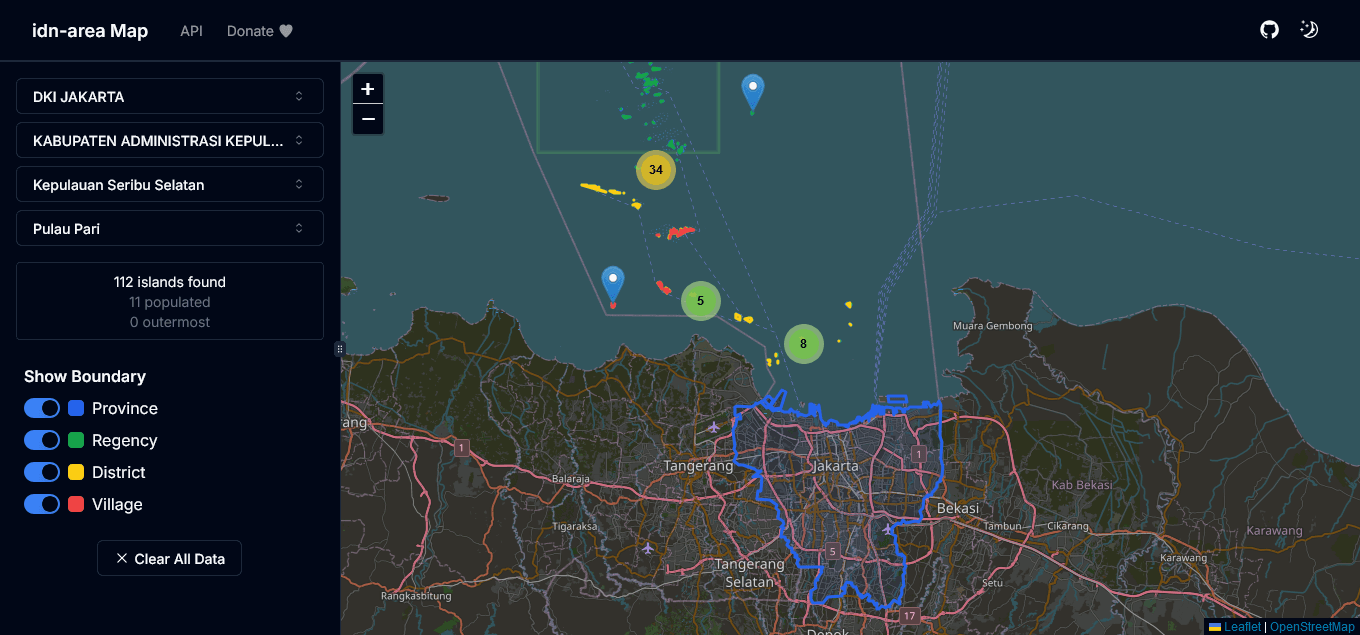 idn-area Map
API
Donate
DKI JAKARTA
KABUPATEN ADMINISTRASI KEPUL...
Kepulauan Seribu Selatan
Pulau Pari
112 islands found
11 populated
0 outermost
Show Boundary
Province
Regency
District
Village
Clear All Data
+
−
34
5
8
Muara Gembong
rang
1
Tangerang
Jakarta
1
Balaraja
Kab Bekasi
Bekasi
Tigaraksa
Tambun
Cikarang
Karawang
5
Karawang
Tangerang
Selatan
Setu
Rangkasbitung
17
Depok
Leaflet | OpenStreetMap